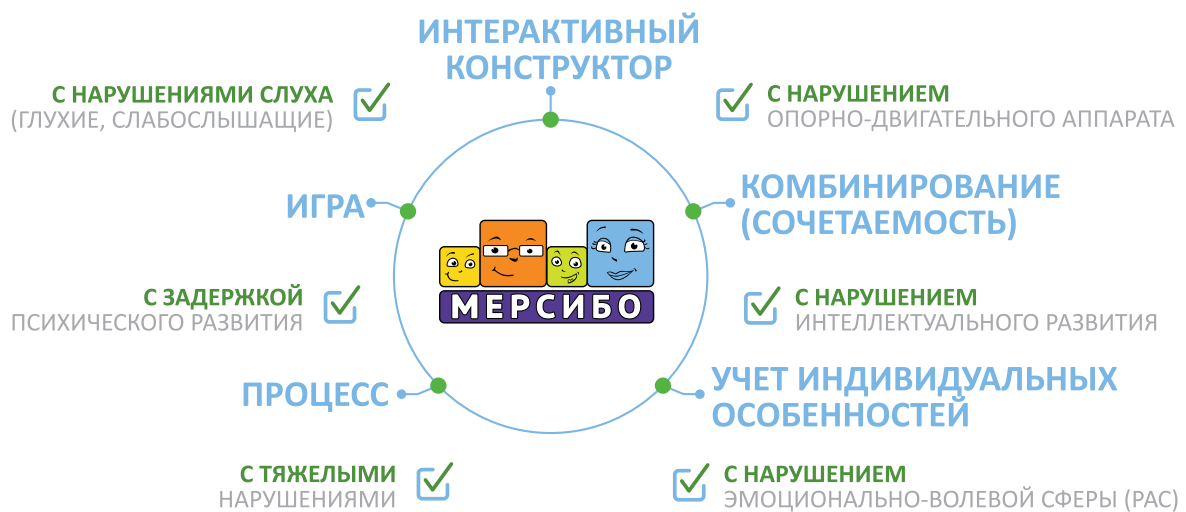 ИНТЕРАКТИВНЫЙ
КОНСТРУКТОР
С НАРУШЕНИЯМИ СЛУХА
(ГЛУХИЕ, СЛАБОСЛЫШАЩИЕ)
С НАРУШЕНИЕМ
ОПОРНО-ДВИГАТЕЛЬНОГО АППАРАТА
ИГРА
КОМБИНИРОВАНИЕ
(СОЧЕТАЕМОСТЬ)
МЕРСИБО
С ЗАДЕРЖКОЙ
ПСИХИЧЕСКОГО РАЗВИТИЯ
С НАРУШЕНИЕМ
ИНТЕЛЛЕКТУАЛЬНОГО РАЗВИТИЯ
ПРОЦЕСС
УЧЕТ ИНДИВИДУАЛЬНЫХ
ОСОБЕННОСТЕЙ
С ТЯЖЕЛЫМИ
НАРУШЕНИЯМИ
С НАРУШЕНИЕМ
ЭМОЦИОНАЛЬНО-ВОЛЕВОЙ СФЕРЫ (РАС)